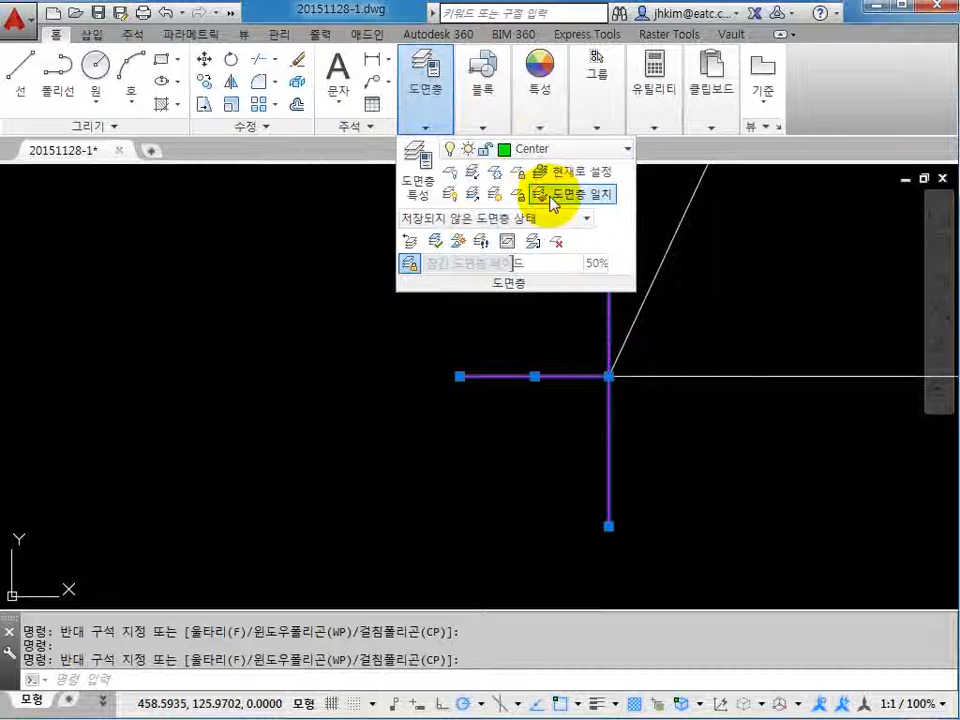 20151128-1.dwg
키워드 또는 구절 입력
jhkim@eatc.c...
홈 삽입 주석 파라메트릭 뷰 관리 출력 애드인 Autodesk 360 BIM 360 Express Tools Raster Tools Vault
선 폴리선 원 호 문자 도면층 블록 특성 그룹 유틸리티 클립보드 기준
그리기 수정 주석 뷰
20151128-1*
Center
현재로 설정
도면층
특성
도면층 일치
저장되지 않은 도면층 상태
잠긴 도면층 페이드 50%
도면층
Y
X
명령: 반대 구석 지정 또는 [울타리(F)/윈도우폴리곤(WP)/걸침폴리곤(CP)]:
명령:
명령: 반대 구석 지정 또는 [울타리(F)/윈도우폴리곤(WP)/걸침폴리곤(CP)]:
명령 입력
모형 458.5935, 125.9702, 0.0000 모형 1:1 / 100%